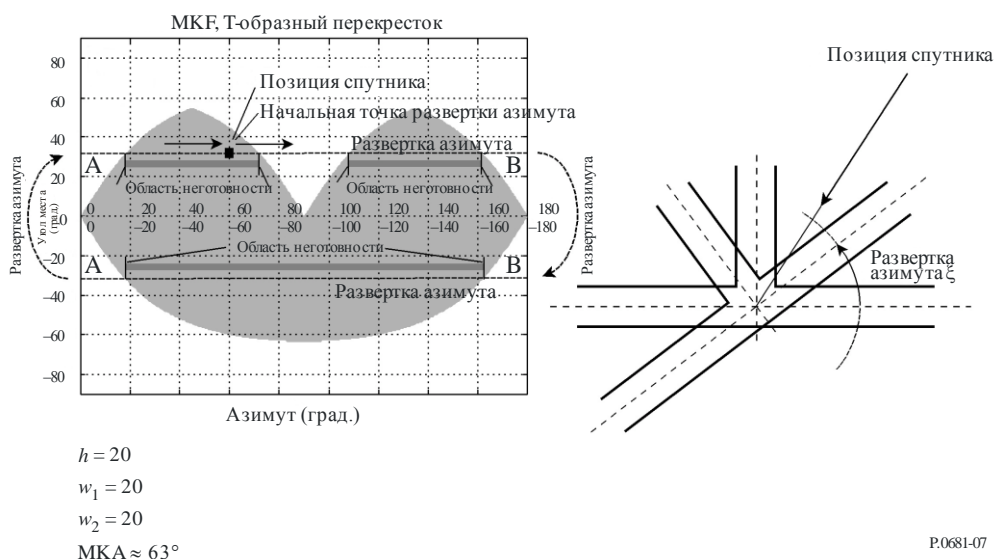 MKF, Т-образный перекресток
80
60
40
20
0
–20
–40
–60
–80
Угол места
(град.)
Позиция спутника
Начальная точка развертки азимута
Развертка азимута
A
B
Область неготовности
Область неготовности
0 20 40 60 80 100 120 140 160 180
0 –20 –40 –60 –80 –100 –120 –140 –160 –180
Область неготовности
A
B
Развертка азимута
Развертка азимута
Развертка азимута
Азимут (град.)
h = 20
w1 = 20
w2 = 20
MKA ≈ 63°
Позиция спутника
Развертка
азимута ξ
P.0681-07